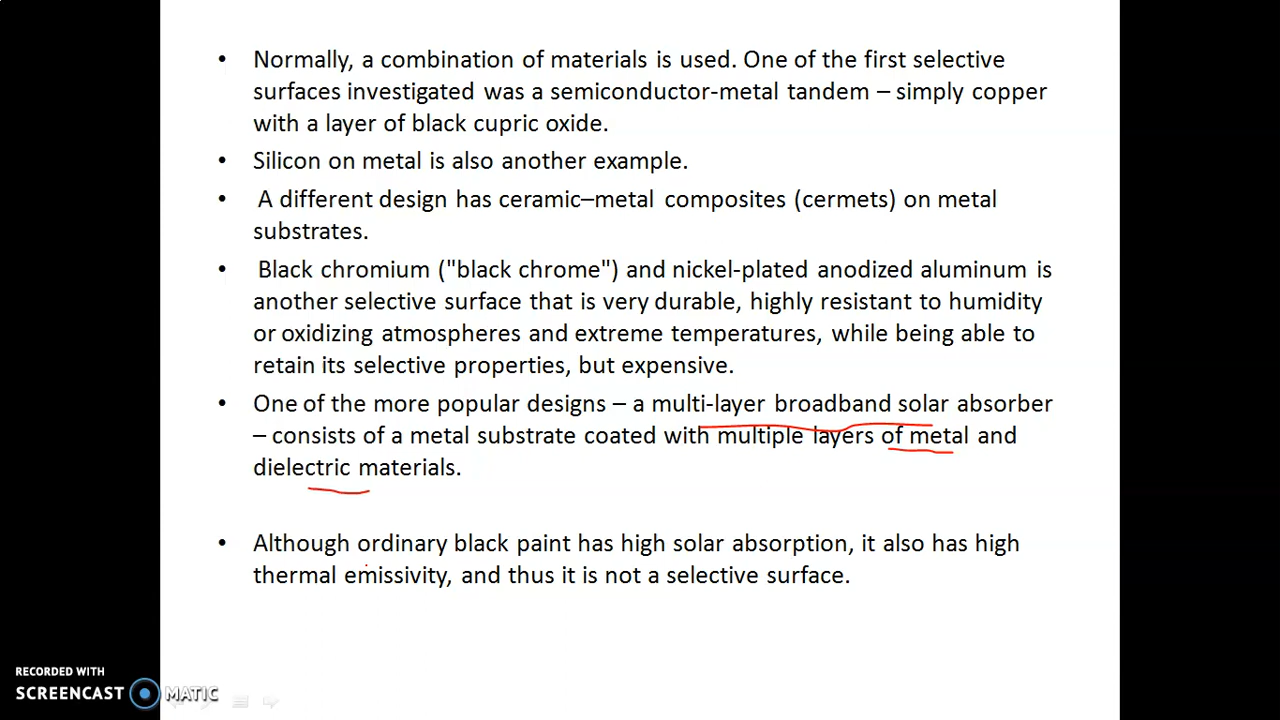 • Normally, a combination of materials is used. One of the first selective
surfaces investigated was a semiconductor-metal tandem – simply copper
with a layer of black cupric oxide.
• Silicon on metal is also another example.
• A different design has ceramic–metal composites (cermets) on metal
substrates.
• Black chromium ("black chrome") and nickel-plated anodized aluminum is
another selective surface that is very durable, highly resistant to humidity
or oxidizing atmospheres and extreme temperatures, while being able to
retain its selective properties, but expensive.
• One of the more popular designs – a multi-layer broadband solar absorber
– consists of a metal substrate coated with multiple layers of metal and
dielectric materials.
• Although ordinary black paint has high solar absorption, it also has high
thermal emissivity, and thus it is not a selective surface.
RECORDED WITH
SCREENCAST MATIC